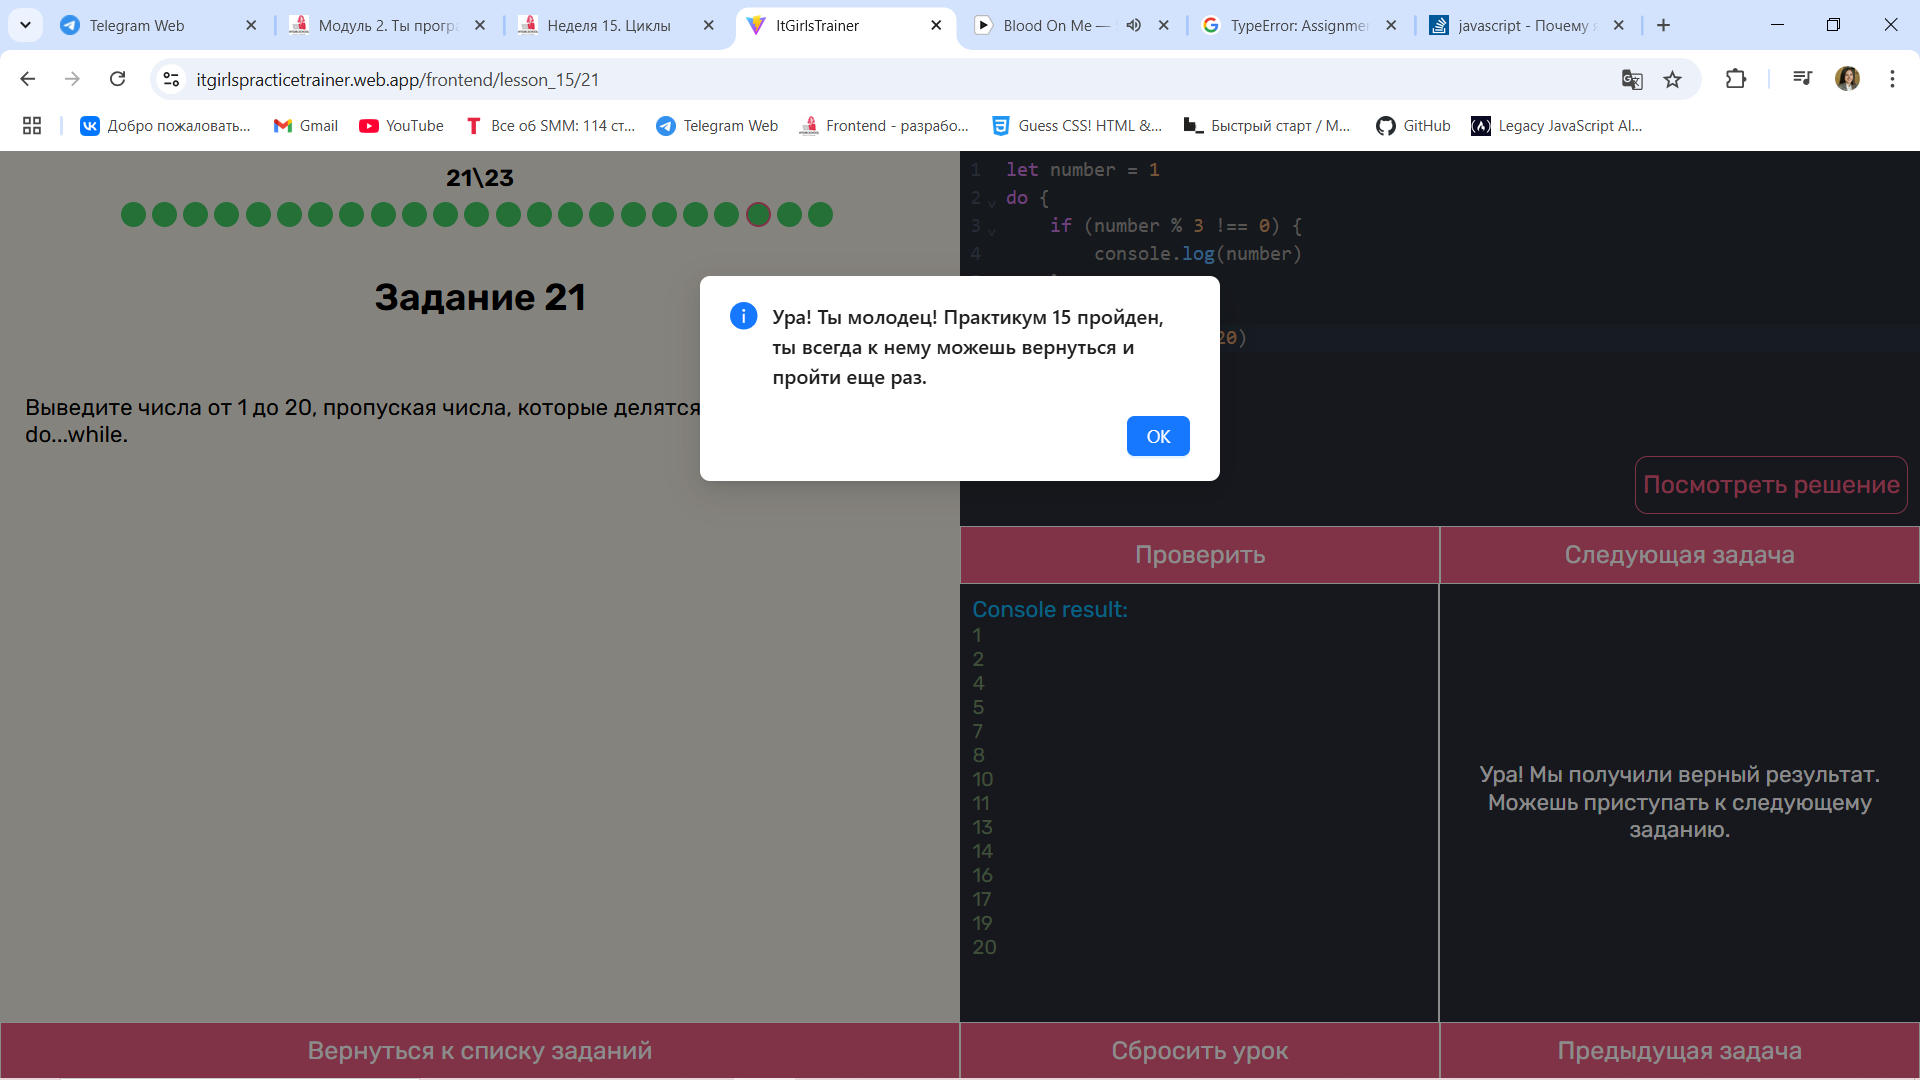 Telegram Web
Модуль 2. Ты прогр
Неделя 15. Циклы
ItGirlsTrainer
Blood On Me —
TypeError: Assignme
javascript - Почему я
itgirlspracticetrainer.web.app/frontend/lesson_15/21
Добро пожаловать...
Gmail
YouTube
Все об SMM: 114 ст...
Telegram Web
Frontend - разрабо...
Guess CSS! HTML &...
Быстрый старт / М...
GitHub
Legacy JavaScript Al...
21\23
Задание 21
Выведите числа от 1 до 20, пропуская числа, которые делятся
do...while.
1 let number = 1
2 do {
3 if (number % 3 !== 0) {
4 console.log(number)
20)
Ура! Ты молодец! Практикум 15 пройден,
ты всегда к нему можешь вернуться и
пройти еще раз.
OK
Посмотреть решение
Проверить
Следующая задача
Console result:
1
2
4
5
7
8
10
11
13
14
16
17
19
20
Ура! Мы получили верный результат.
Можешь приступать к следующему
заданию.
Вернуться к списку заданий
Сбросить урок
Предыдущая задача